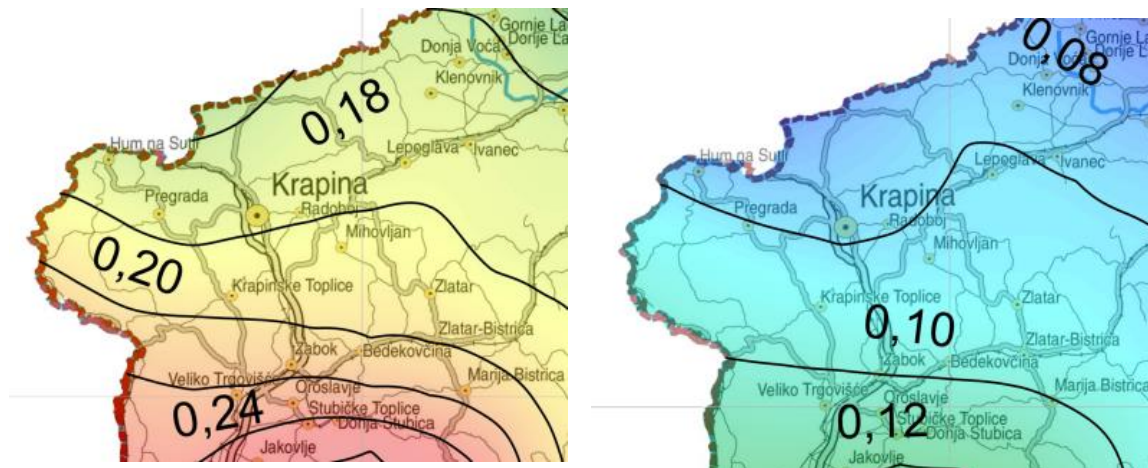 Gornje La
Donja Voća
Donje La
Klenovnik
0,18
Hum na Sutli
Lepoglava
Ivanec
Krapina
Pregrada
Radoboj
Mihovljan
0,20
Krapinske Toplice
Zlatar
Zlatar-Bistrica
Zabok
Bedekovčina
Veliko Trgovišće
Oroslavje
Marija Bistrica
0,24
Stubičke Toplice
Donja Stubica
Jakovlje
0,08
Gornje La
Donje L
Donja Voća
Klenovnik
Hum na Sutli
Lepoglava
Ivanec
Krapina
Pregrada
Radoboj
Mihovljan
Krapinske Toplice
Zlatar
0,10
Zlatar-Bistrica
Zabok
Bedekovčina
Veliko Trgovišće
Oroslavje
Marija Bistrica
0,12
Stubičke Toplice
Donja Stubica
Jakovlje